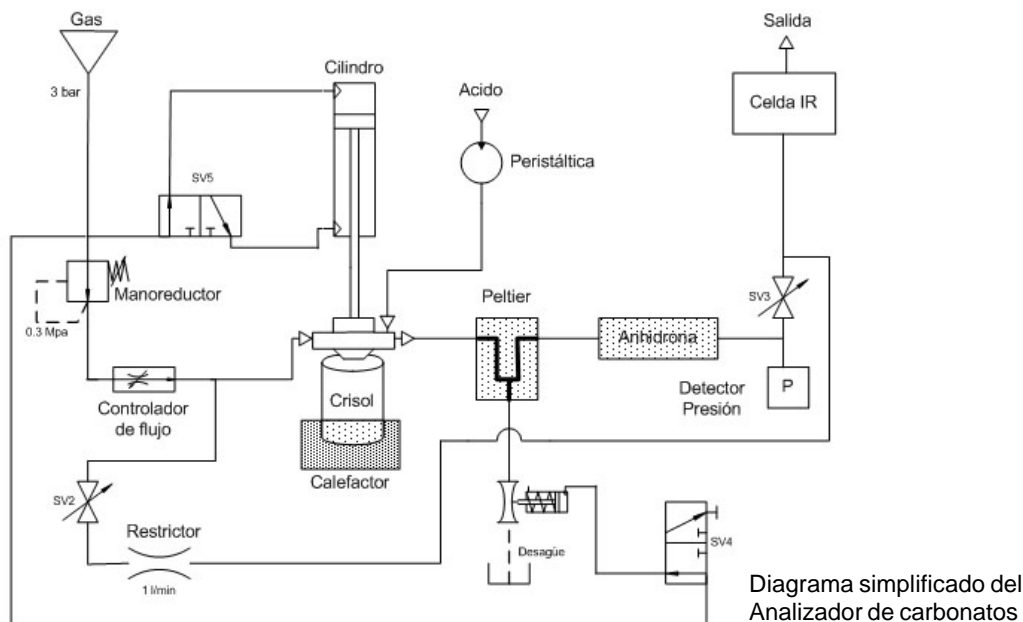 Gas
Salida
3 bar
Cilindro
Acido
Celda IR
Peristáltica
SV5
Manoreductor
0.3 Mpa
Peltier
SV3
Anhidrona
Crisol
Detector
Presión
P
Controlador
de flujo
Calefactor
SV2
Restrictor
1 l/min
Desagüe
SV4
Diagrama simplificado del
Analizador de carbonatos